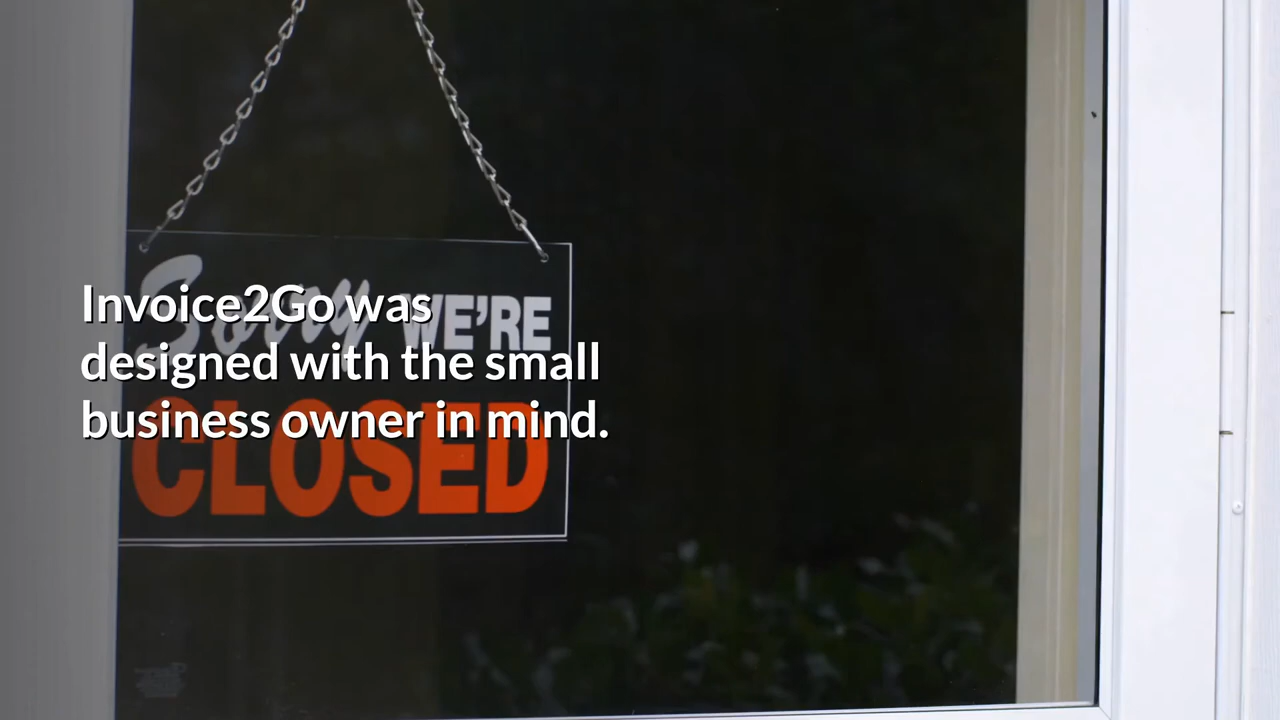 Invoice2Go was
designed with the small
business owner in mind.
Sorry WE'RE
CLOSED